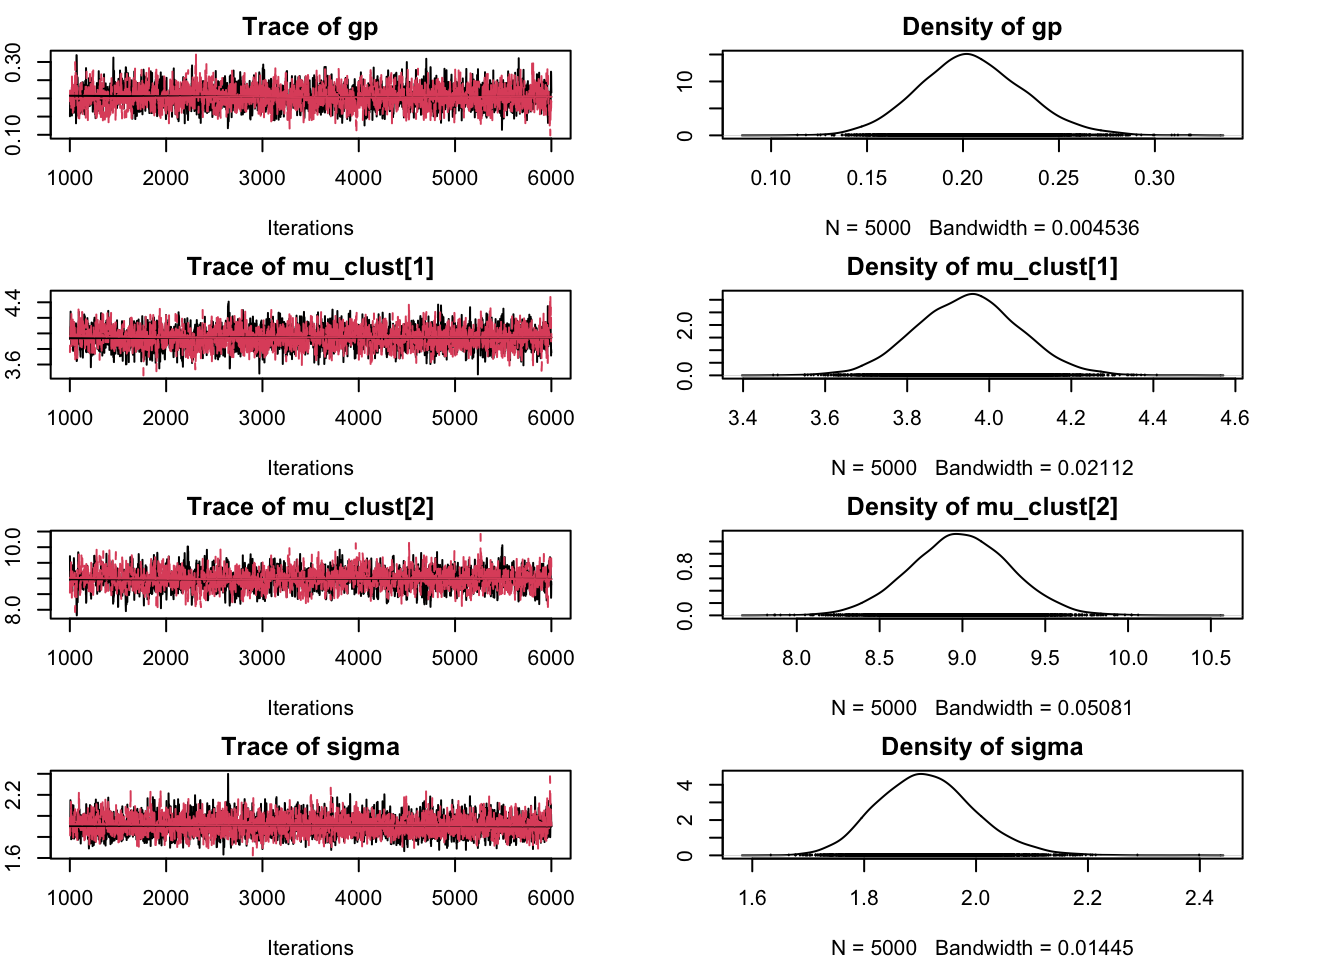 Trace of gp
0.10 0.30
1000 2000 3000 4000 5000 6000
Iterations
Density of gp
0 10
0.10 0.15 0.20 0.25 0.30
N = 5000 Bandwidth = 0.004536
Trace of mu_clust[1]
3.6 4.4
1000 2000 3000 4000 5000 6000
Iterations
Density of mu_clust[1]
0.0 2.0
3.4 3.6 3.8 4.0 4.2 4.4 4.6
N = 5000 Bandwidth = 0.02112
Trace of mu_clust[2]
8.0 10.0
1000 2000 3000 4000 5000 6000
Iterations
Density of mu_clust[2]
0.0 0.8
8.0 8.5 9.0 9.5 10.0 10.5
N = 5000 Bandwidth = 0.05081
Trace of sigma
1.6 2.2
1000 2000 3000 4000 5000 6000
Iterations
Density of sigma
0 2 4
1.6 1.8 2.0 2.2 2.4
N = 5000 Bandwidth = 0.01445